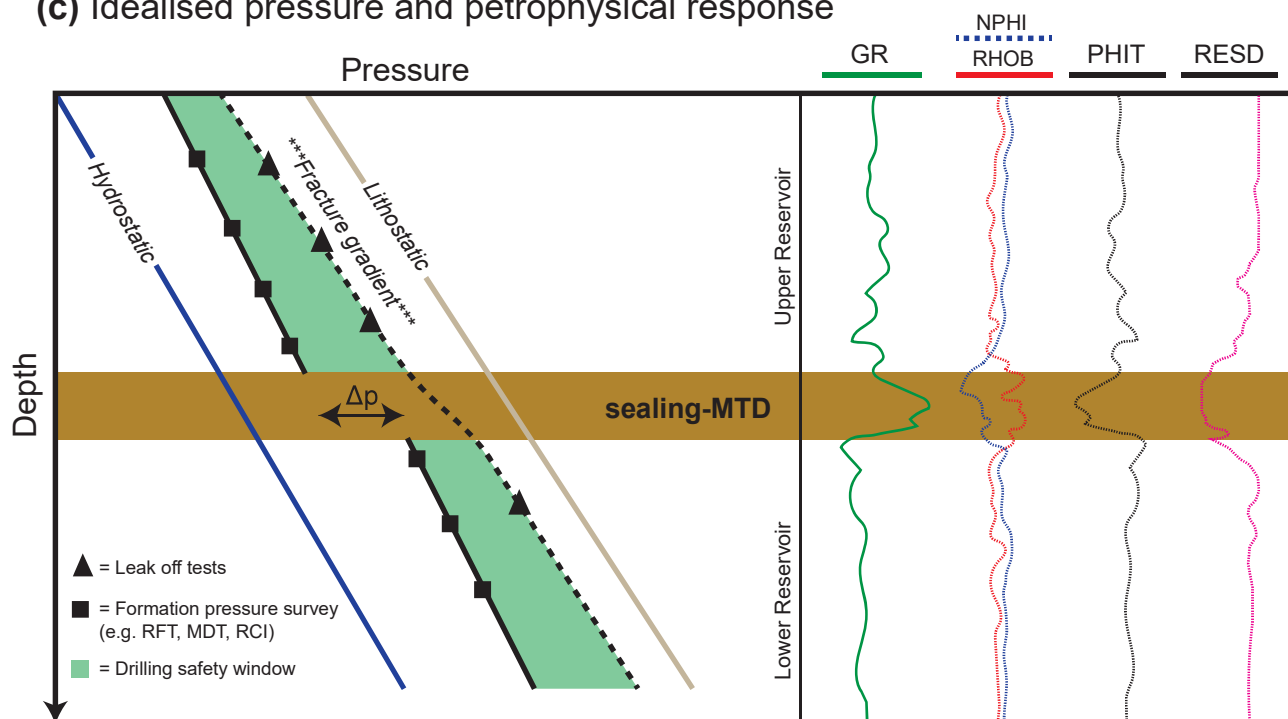 (c) Idealised pressure and petrophysical response
Pressure
GR
NPHI
RHOB
PHIT
RESD
Depth
Hydrostatic
***Fracture gradient***
Lithostatic
Upper Reservoir
Δp
sealing-MTD
Lower Reservoir
= Leak off tests
= Formation pressure survey
(e.g. RFT, MDT, RCI)
= Drilling safety window